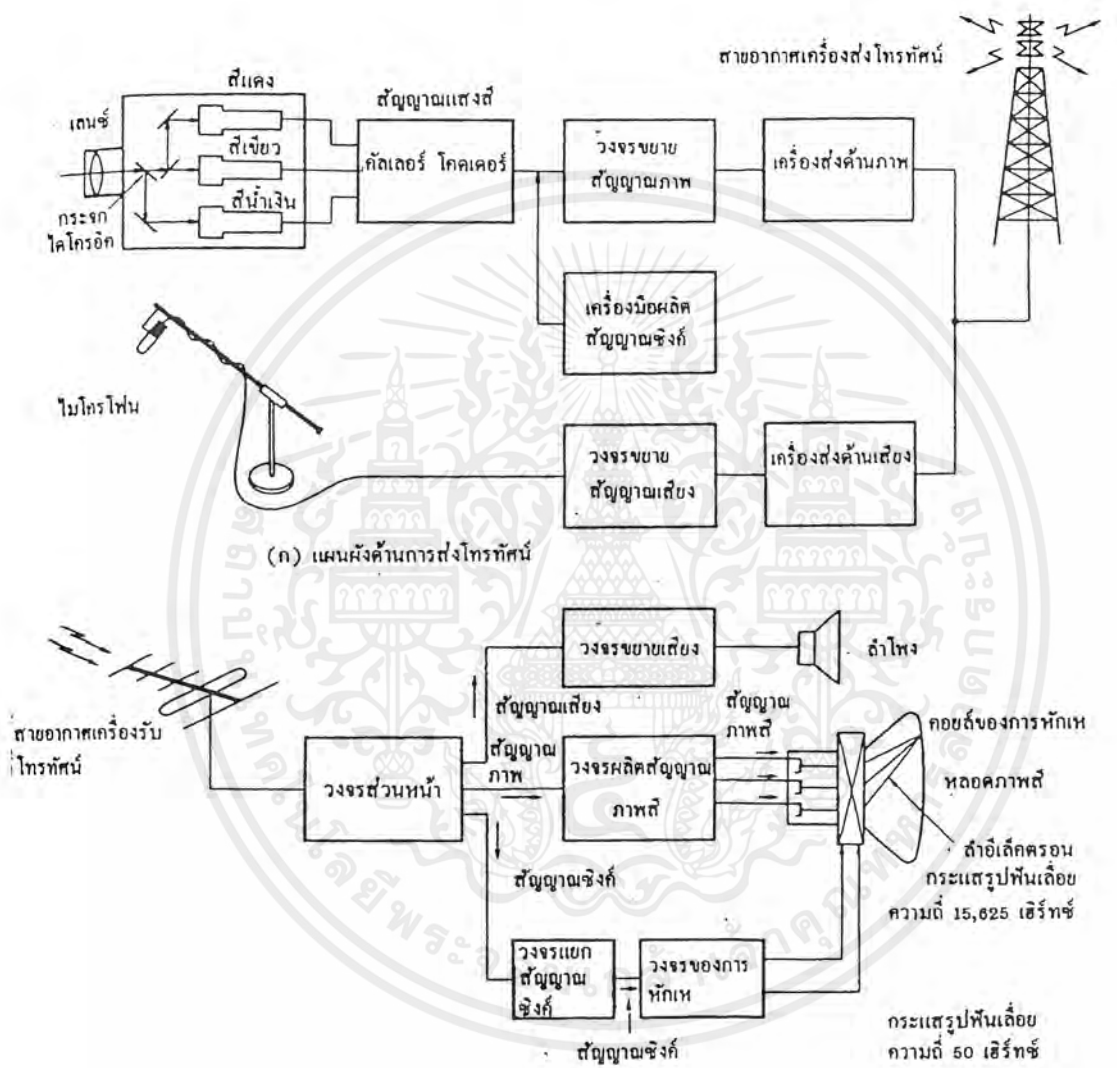 สายอากาศเครื่องส่งโทรทัศน์
สีแดง
เลนซ์
สีเขียว
สีน้ำเงิน
กระจก
ไดโครอิค
สัญญาณแสงสี
คัลเลอร์ โคดเดอร์
วงจรขยาย
สัญญาณภาพ
เครื่องส่งด้านภาพ
เครื่องมือผลิต
สัญญาณซิงค์
ไมโครโฟน
วงจรขยาย
สัญญาณเสียง
เครื่องส่งด้านเสียง
(ก) แผนผังด้านการส่งโทรทัศน์
สายอากาศเครื่องรับ
โทรทัศน์
วงจรส่วนหน้า
สัญญาณเสียง
วงจรขยายเสียง
ลำโพง
สัญญาณ
ภาพ
วงจรผลิตสัญญาณ
ภาพสี
สัญญาณ
ภาพสี
คอยล์ของการหักเห
หลอดภาพสี
ลำอีเล็คตรอน
กระแสรูปฟันเลื่อย
ความถี่ 15,625 เฮิร์ทซ์
สัญญาณซิงค์
วงจรแยก
สัญญาณ
ซิงค์
วงจรของการ
หักเห
สัญญาณซิงค์
กระแสรูปฟันเลื่อย
ความถี่ 50 เฮิร์ทซ์